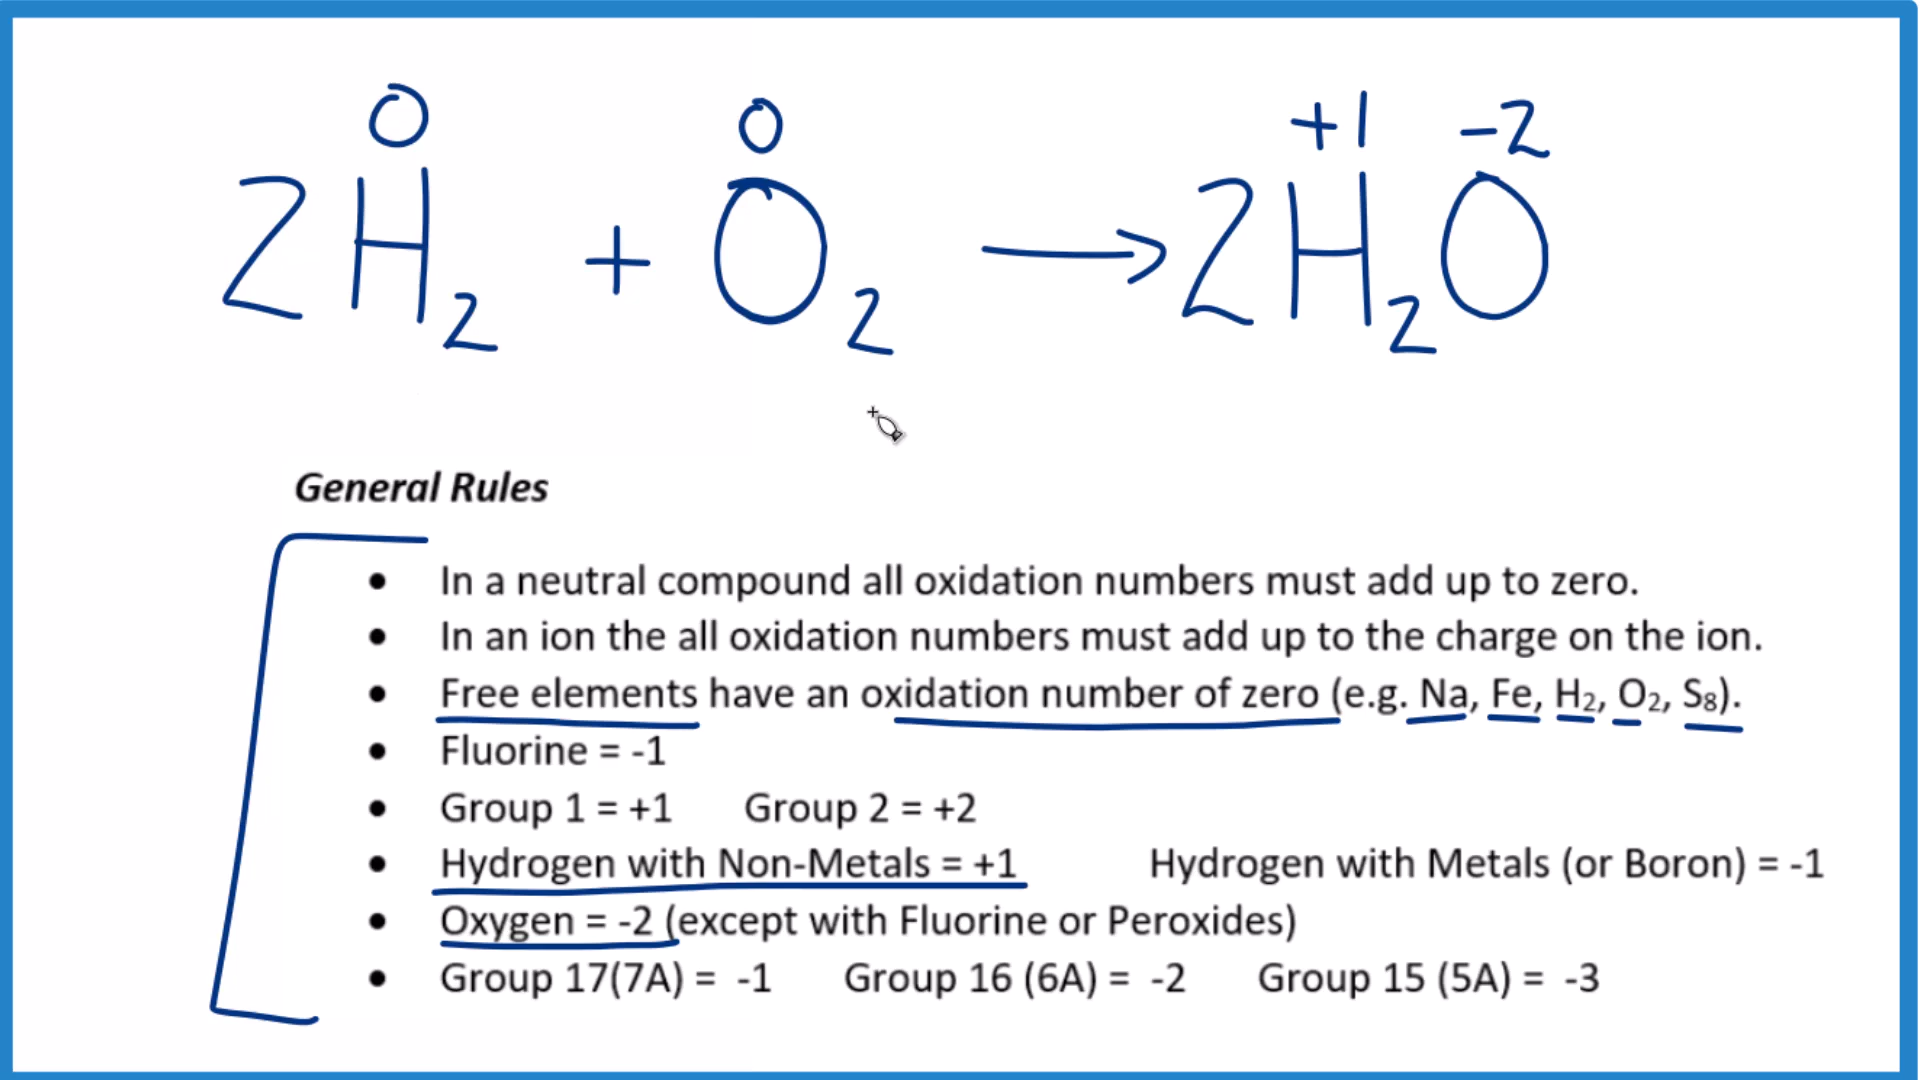 0 0 +1 -2
2H₂ + O₂ → 2H₂O
General Rules
• In a neutral compound all oxidation numbers must add up to zero.
• In an ion the all oxidation numbers must add up to the charge on the ion.
• Free elements have an oxidation number of zero (e.g. Na, Fe, H₂, O₂, S₈).
• Fluorine = -1
• Group 1 = +1 Group 2 = +2
• Hydrogen with Non-Metals = +1 Hydrogen with Metals (or Boron) = -1
• Oxygen = -2 (except with Fluorine or Peroxides)
• Group 17(7A) = -1 Group 16 (6A) = -2 Group 15 (5A) = -3